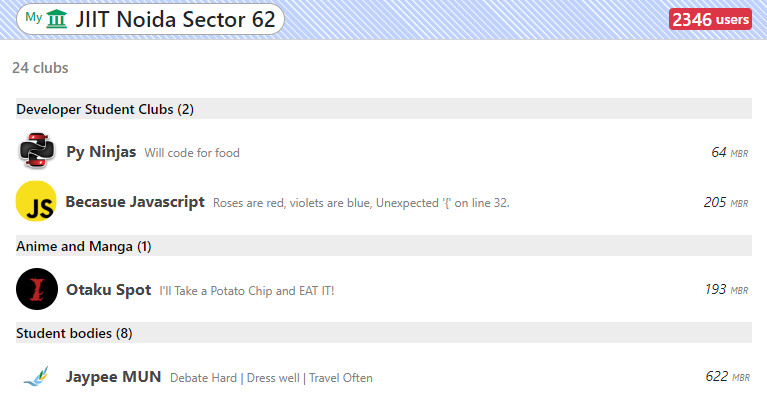 My JIIT Noida Sector 62 2346 users
24 clubs
Developer Student Clubs (2)
Py Ninjas Will code for food 64 MBR
JS Becasue Javascript Roses are red, violets are blue, Unexpected '{' on line 32. 205 MBR
Anime and Manga (1)
Otaku Spot I'll Take a Potato Chip and EAT IT! 193 MBR
Student bodies (8)
Jaypee MUN Debate Hard | Dress well | Travel Often 622 MBR